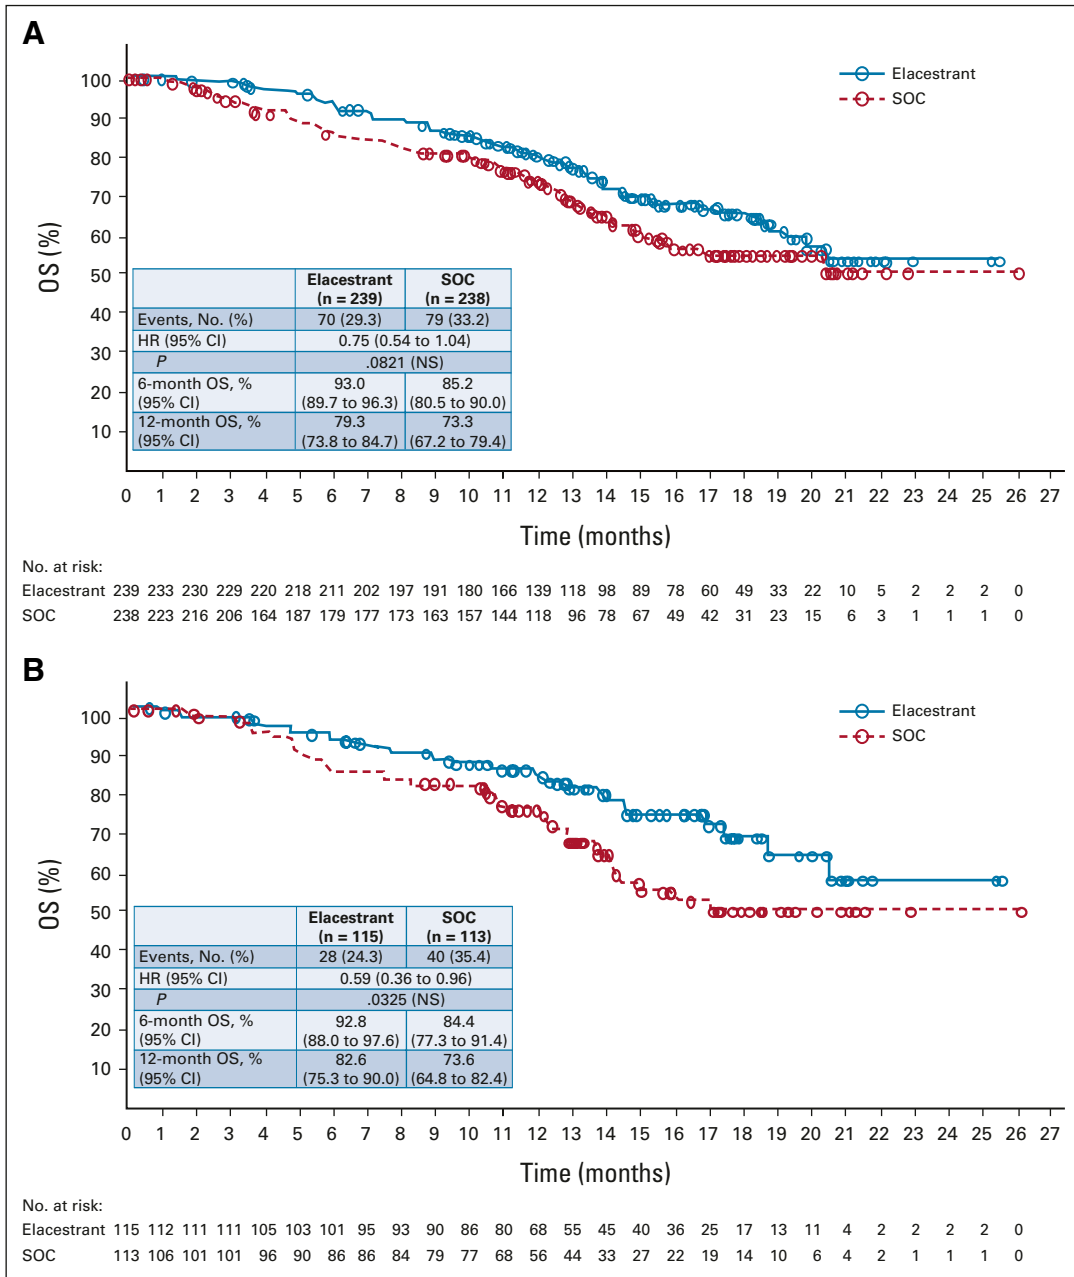 A
Elacestrant
SOC
100
90
80
70
60
50
40
30
20
10
OS (%)
Elacestrant (n = 239) SOC (n = 238)
Events, No. (%) 70 (29.3) 79 (33.2)
HR (95% CI) 0.75 (0.54 to 1.04)
P .0821 (NS)
6-month OS, % (95% CI) 93.0 (89.7 to 96.3) 85.2 (80.5 to 90.0)
12-month OS, % (95% CI) 79.3 (73.8 to 84.7) 73.3 (67.2 to 79.4)
0 1 2 3 4 5 6 7 8 9 10 11 12 13 14 15 16 17 18 19 20 21 22 23 24 25 26 27
Time (months)
No. at risk:
Elacestrant 239 233 230 229 220 218 211 202 197 191 180 166 139 118 98 89 78 60 49 33 22 10 5 2 2 2 0
SOC 238 223 216 206 164 187 179 177 173 163 157 144 118 96 78 67 49 42 31 23 15 6 3 1 1 1 0
B
Elacestrant
SOC
100
90
80
70
60
50
40
30
20
10
OS (%)
Elacestrant (n = 115) SOC (n = 113)
Events, No. (%) 28 (24.3) 40 (35.4)
HR (95% CI) 0.59 (0.36 to 0.96)
P .0325 (NS)
6-month OS, % (95% CI) 92.8 (88.0 to 97.6) 84.4 (77.3 to 91.4)
12-month OS, % (95% CI) 82.6 (75.3 to 90.0) 73.6 (64.8 to 82.4)
0 1 2 3 4 5 6 7 8 9 10 11 12 13 14 15 16 17 18 19 20 21 22 23 24 25 26 27
Time (months)
No. at risk:
Elacestrant 115 112 111 111 105 103 101 95 93 90 86 80 68 55 45 40 36 25 17 13 11 4 2 2 2 2 0
SOC 113 106 101 101 96 90 86 86 84 79 77 68 56 44 33 27 22 19 14 10 6 4 2 1 1 1 0